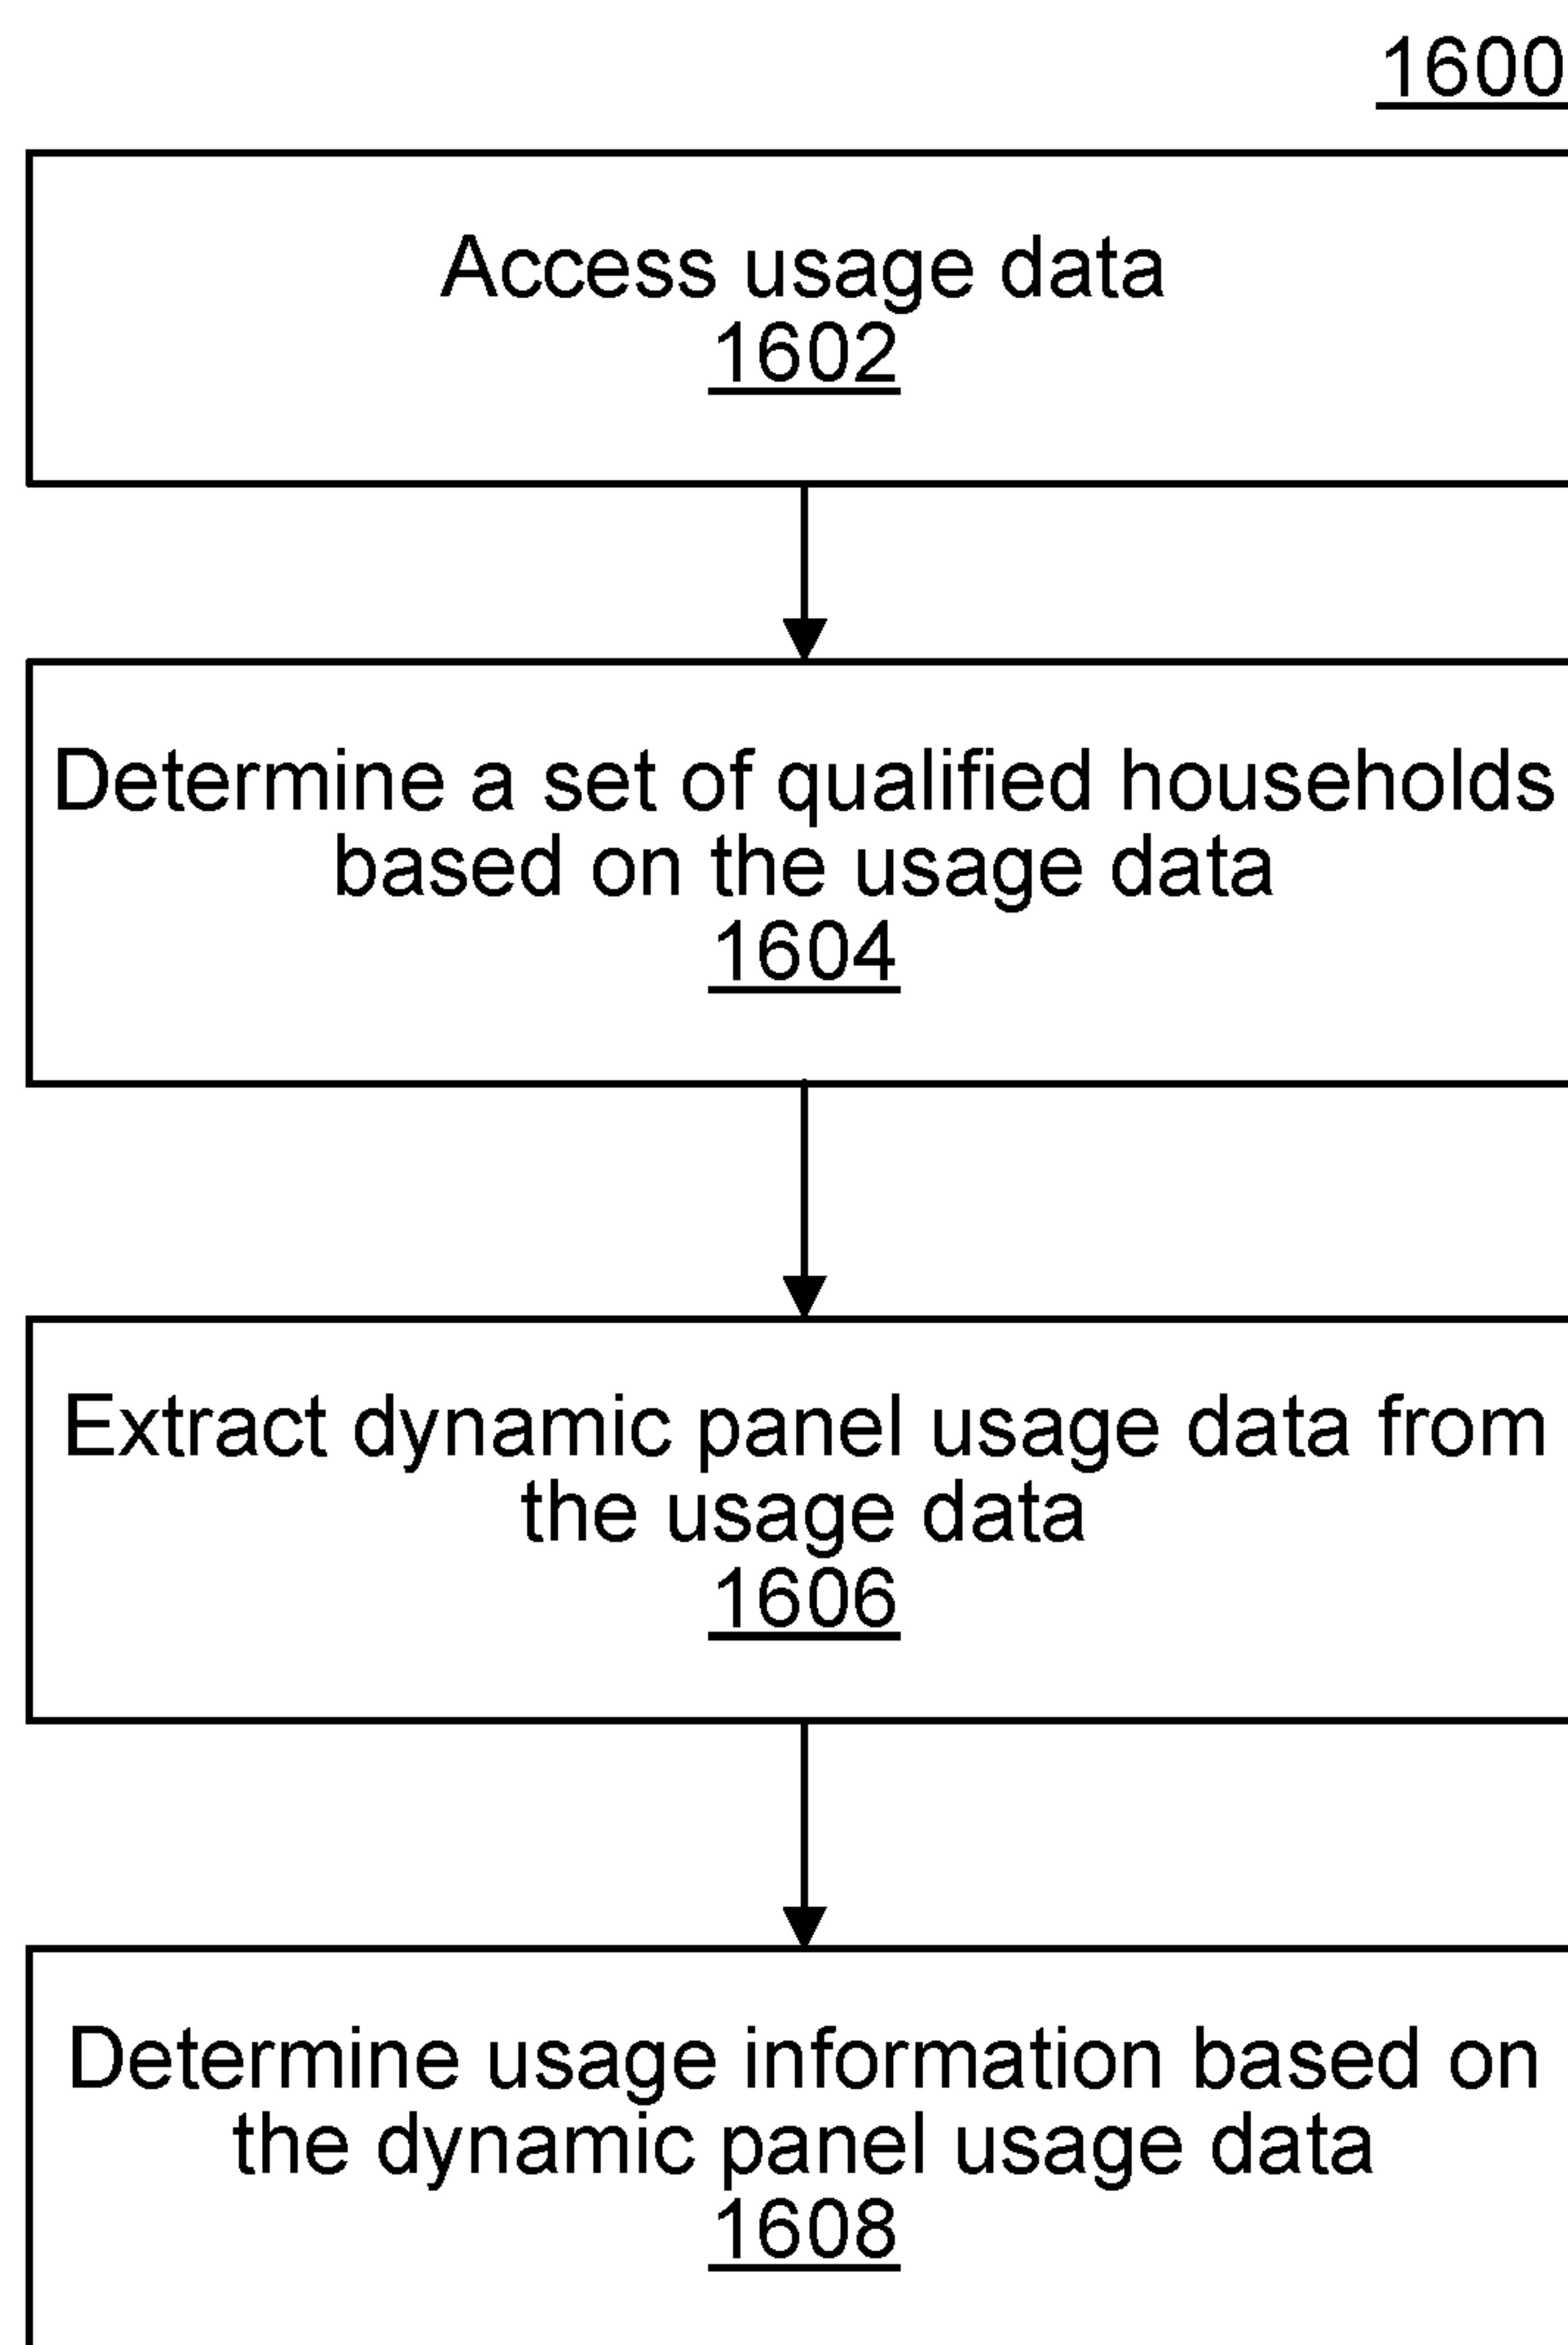 1600
Access usage data
1602
Determine a set of qualified households
based on the usage data
1604
Extract dynamic panel usage data from
the usage data
1606
Determine usage information based on
the dynamic panel usage data
1608